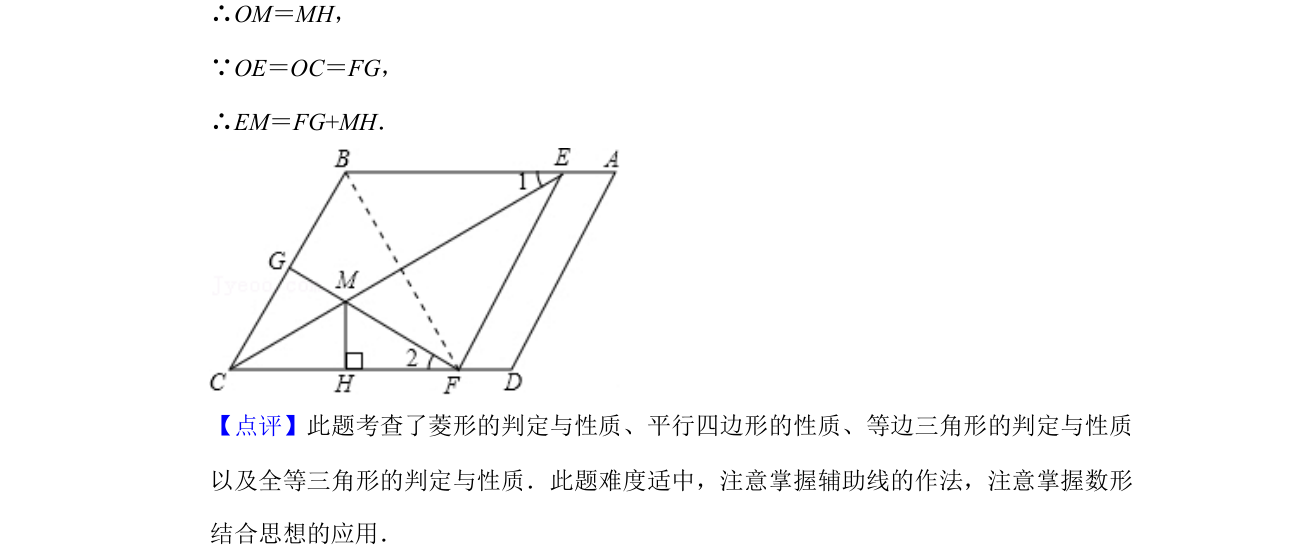 ∴OM＝MH，
∵OE＝OC＝FG，
∴EM＝FG+MH．
B
E
A
1
G
M
2
C
H
F
D
【点评】此题考查了菱形的判定与性质、平行四边形的性质、等边三角形的判定与性质
以及全等三角形的判定与性质．此题难度适中，注意掌握辅助线的作法，注意掌握数形
结合思想的应用．